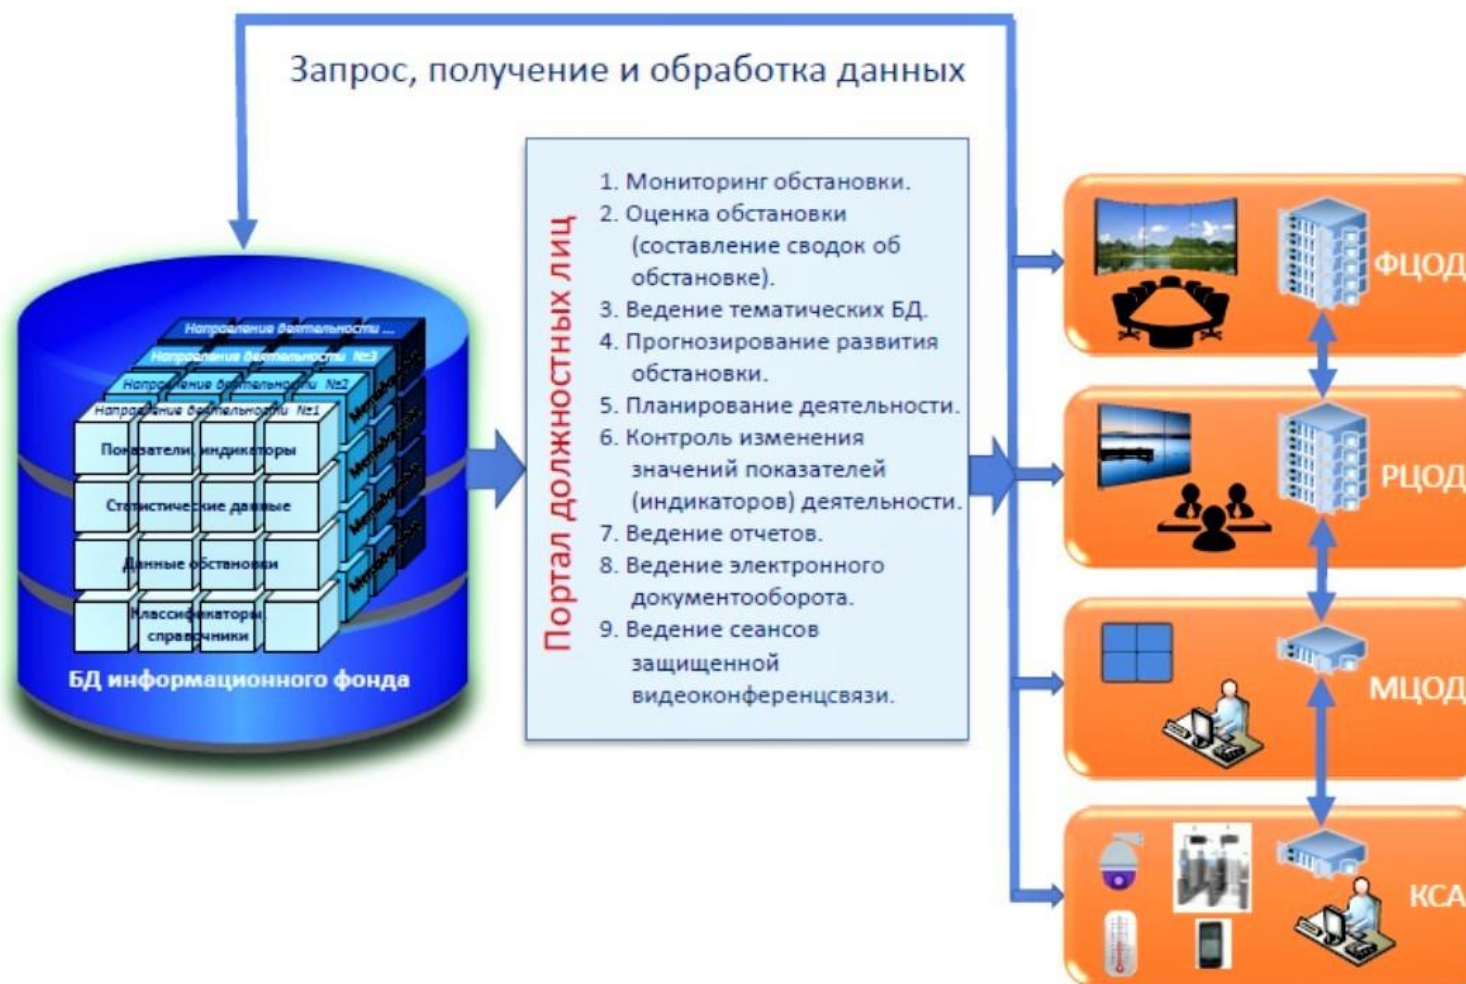 Запрос, получение и обработка данных
Портал должностных лиц
1. Мониторинг обстановки.
2. Оценка обстановки
(составление сводок об
обстановке).
3. Ведение тематических БД.
4. Прогнозирование развития
обстановки.
5. Планирование деятельности.
6. Контроль изменения
значений показателей
(индикаторов) деятельности.
7. Ведение отчетов.
8. Ведение электронного
документооборота.
9. Ведение сеансов
защищенной
видеоконференцсвязи.
Направление деятельности ...
Направление деятельности №3
Направление деятельности №2
Направление деятельности №1
Показатели, индикаторы
Статистические данные
Данные обстановки
Классификаторы,
справочники
БД информационного фонда
ФЦОД
РЦОД
МЦОД
КСА